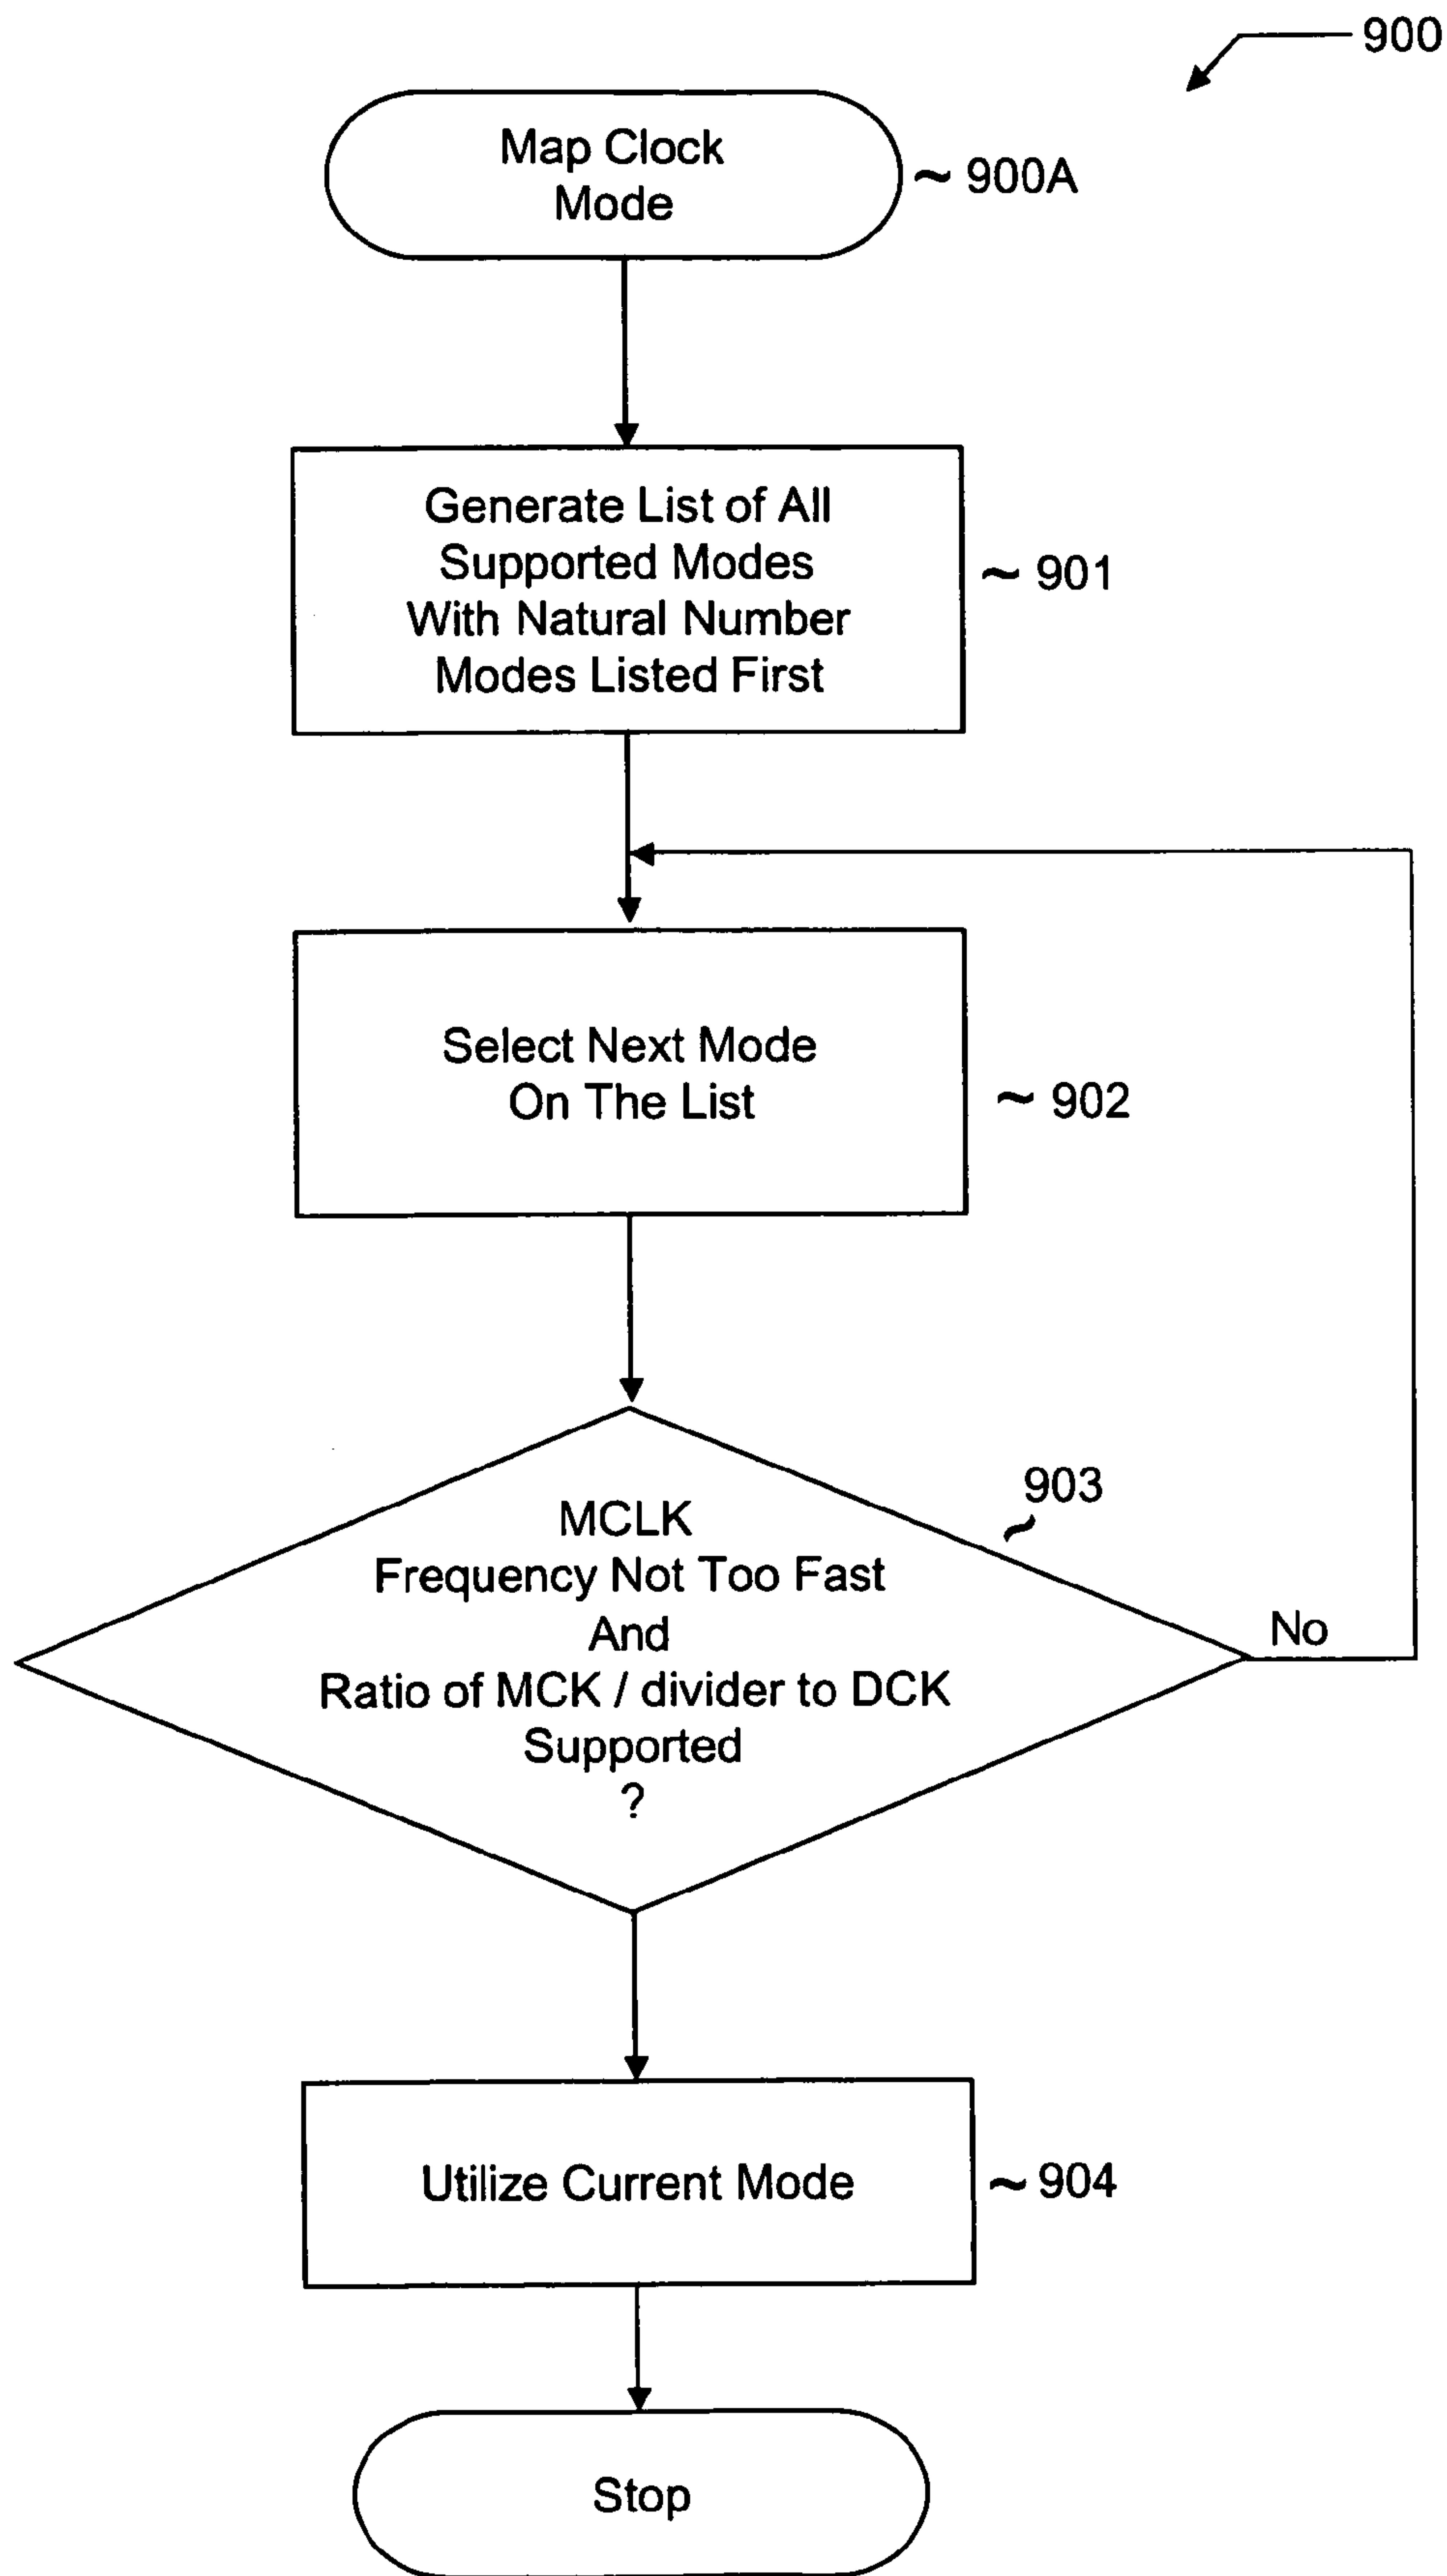 900
Map Clock
Mode
~ 900A
Generate List of All
Supported Modes
With Natural Number
Modes Listed First
~ 901
Select Next Mode
On The List
~ 902
903
~
MCLK
Frequency Not Too Fast
And
Ratio of MCK / divider to DCK
Supported
?
No
Utilize Current Mode
~ 904
Stop